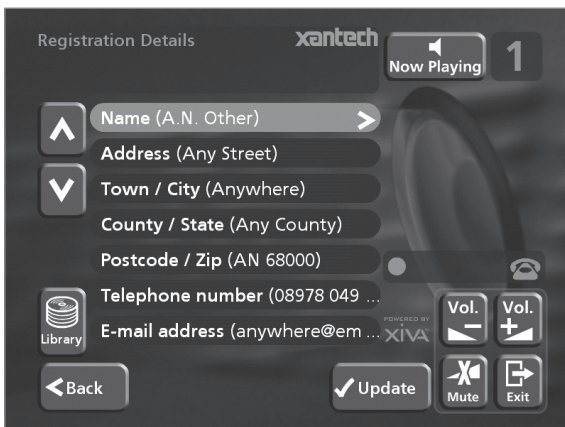 Registration Details
xantech
Now Playing
1
Name (A.N. Other)
Address (Any Street)
Town / City (Anywhere)
County / State (Any County)
Postcode / Zip (AN 68000)
Telephone number (08978 049 ...
E-mail address (anywhere@em ...
Library
POWERED BY
XiVA
Vol.
Vol.
Back
Update
Mute
Exit